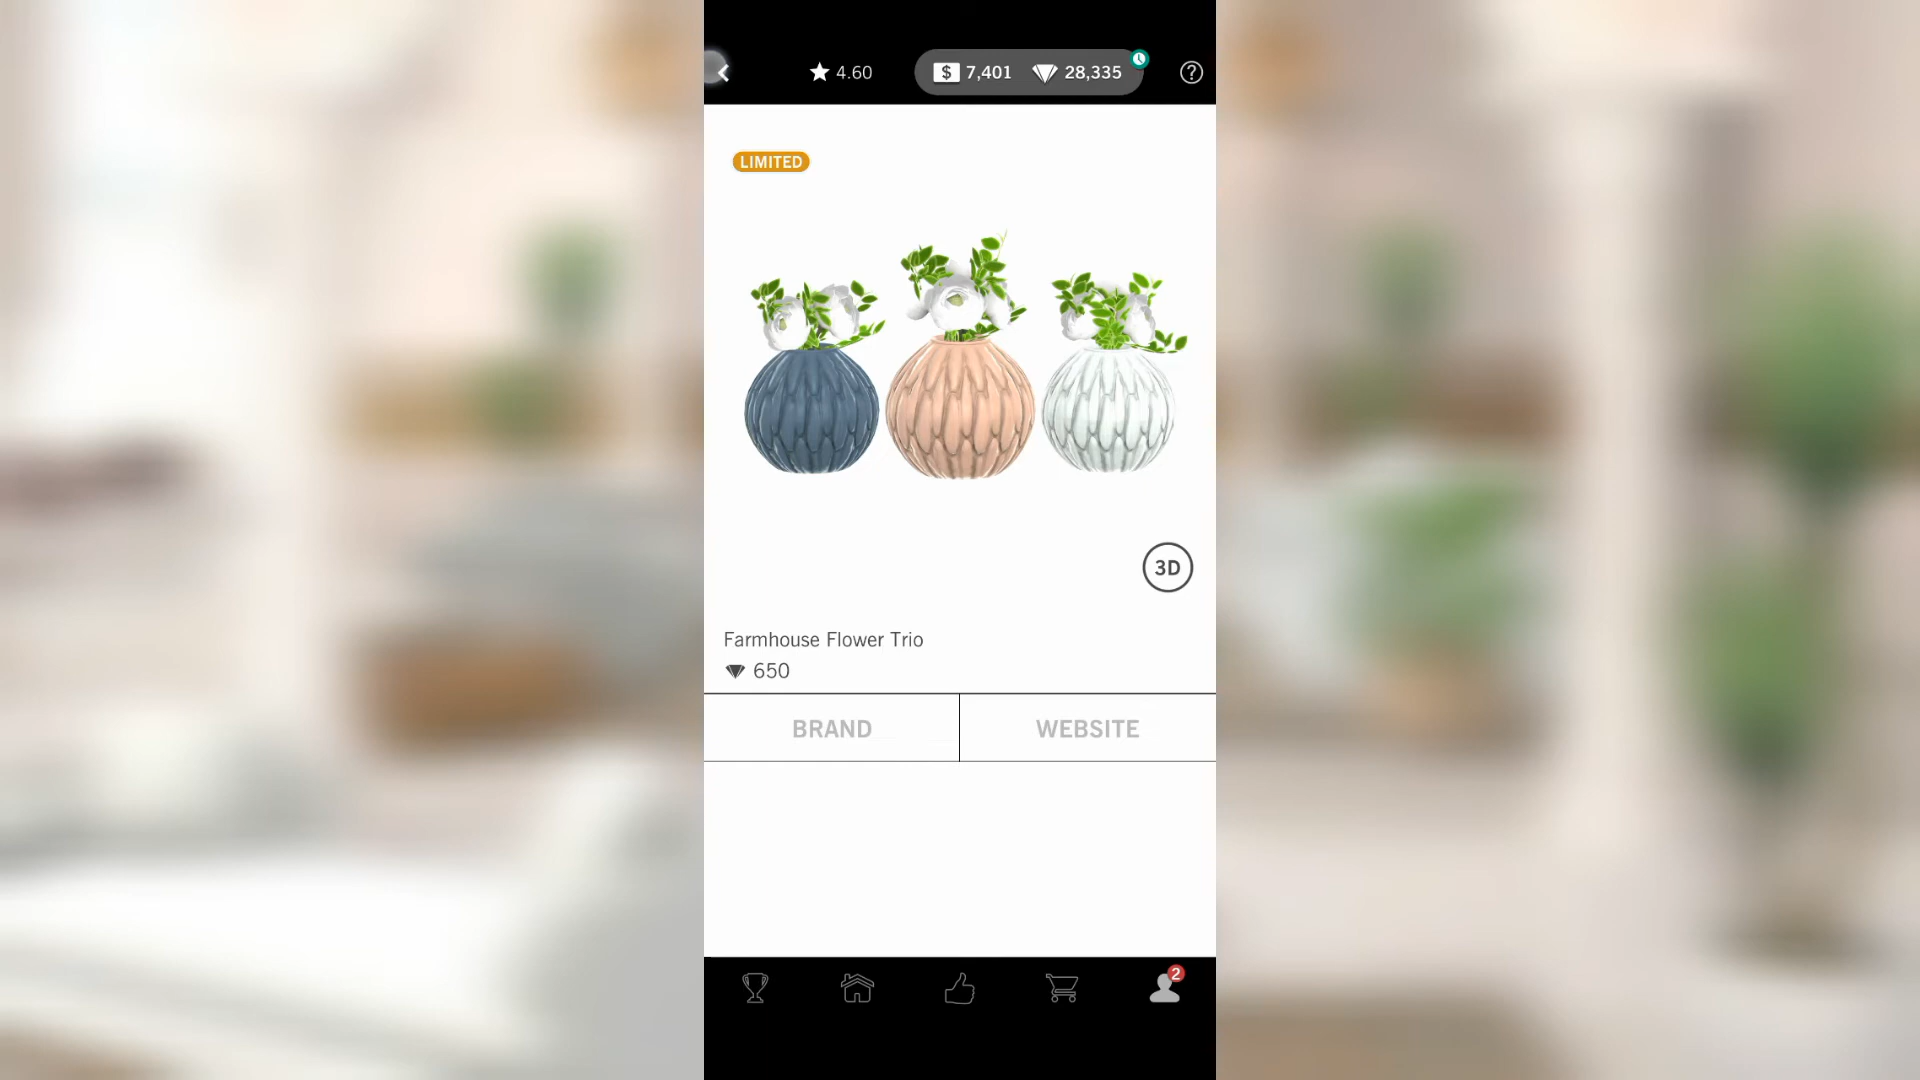 4.60 $ 7,401 28,335 ?
LIMITED
3D
Farmhouse Flower Trio
650
BRAND WEBSITE
2